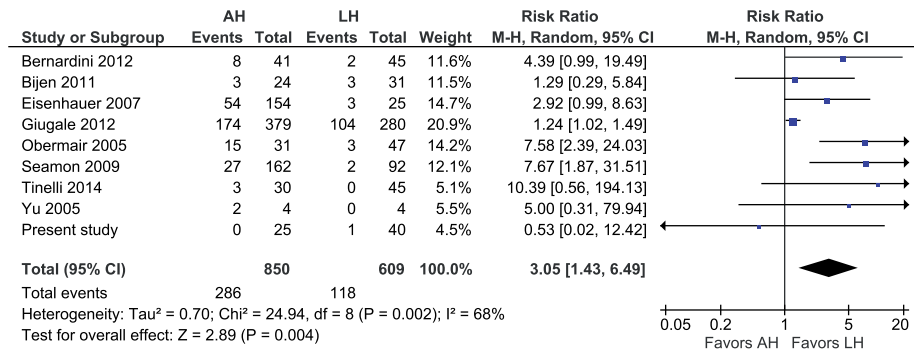 AH LH Risk Ratio Risk Ratio
Study or Subgroup Events Total Events Total Weight M-H, Random, 95% CI M-H, Random, 95% CI
Bernardini 2012 8 41 2 45 11.6% 4.39 [0.99, 19.49]
Bijen 2011 3 24 3 31 11.5% 1.29 [0.29, 5.84]
Eisenhauer 2007 54 154 3 25 14.7% 2.92 [0.99, 8.63]
Giugale 2012 174 379 104 280 20.9% 1.24 [1.02, 1.49]
Obermair 2005 15 31 3 47 14.2% 7.58 [2.39, 24.03]
Seamon 2009 27 162 2 92 12.1% 7.67 [1.87, 31.51]
Tinelli 2014 3 30 0 45 5.1% 10.39 [0.56, 194.13]
Yu 2005 2 4 0 4 5.5% 5.00 [0.31, 79.94]
Present study 0 25 1 40 4.5% 0.53 [0.02, 12.42]
Total (95% CI) 850 609 100.0% 3.05 [1.43, 6.49]
Total events 286 118
Heterogeneity: Tau² = 0.70; Chi² = 24.94, df = 8 (P = 0.002); I² = 68%
Test for overall effect: Z = 2.89 (P = 0.004)
0.05 0.2 1 5 20
Favors AH Favors LH